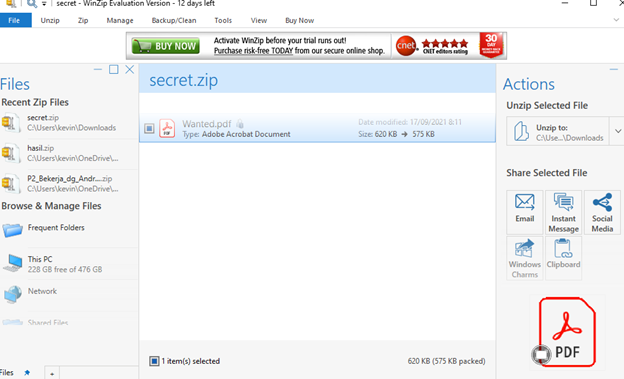 secret - WinZip Evaluation Version - 12 days left
File Unzip Zip Manage Backup/Clean Tools View Buy Now
BUY NOW
Activate WinZip before your trial runs out!
Purchase risk-free TODAY from our secure online shop.
cnet
CNET editors rating
30
DAY
Files
Recent Zip Files
secret.zip
C:\Users\kevin\Downloads
hasil.zip
C:\Users\kevin\OneDrive\...
P2_Bekerja_dg_Andr....zip
C:\Users\kevin\OneDrive\...
Browse & Manage Files
Frequent Folders
This PC
228 GB free of 476 GB
Network
Shared Files
Files
secret.zip
Wanted.pdf
Type: Adobe Acrobat Document
Date modified: 17/09/2021 8:11
Size: 620 KB → 575 KB
PDF
1 item(s) selected
620 KB (575 KB packed)
Actions
Unzip Selected File
Unzip to:
C:\Use...\Downloads
Share Selected File
Email
Instant
Message
Social
Media
Windows
Charms
Clipboard
PDF